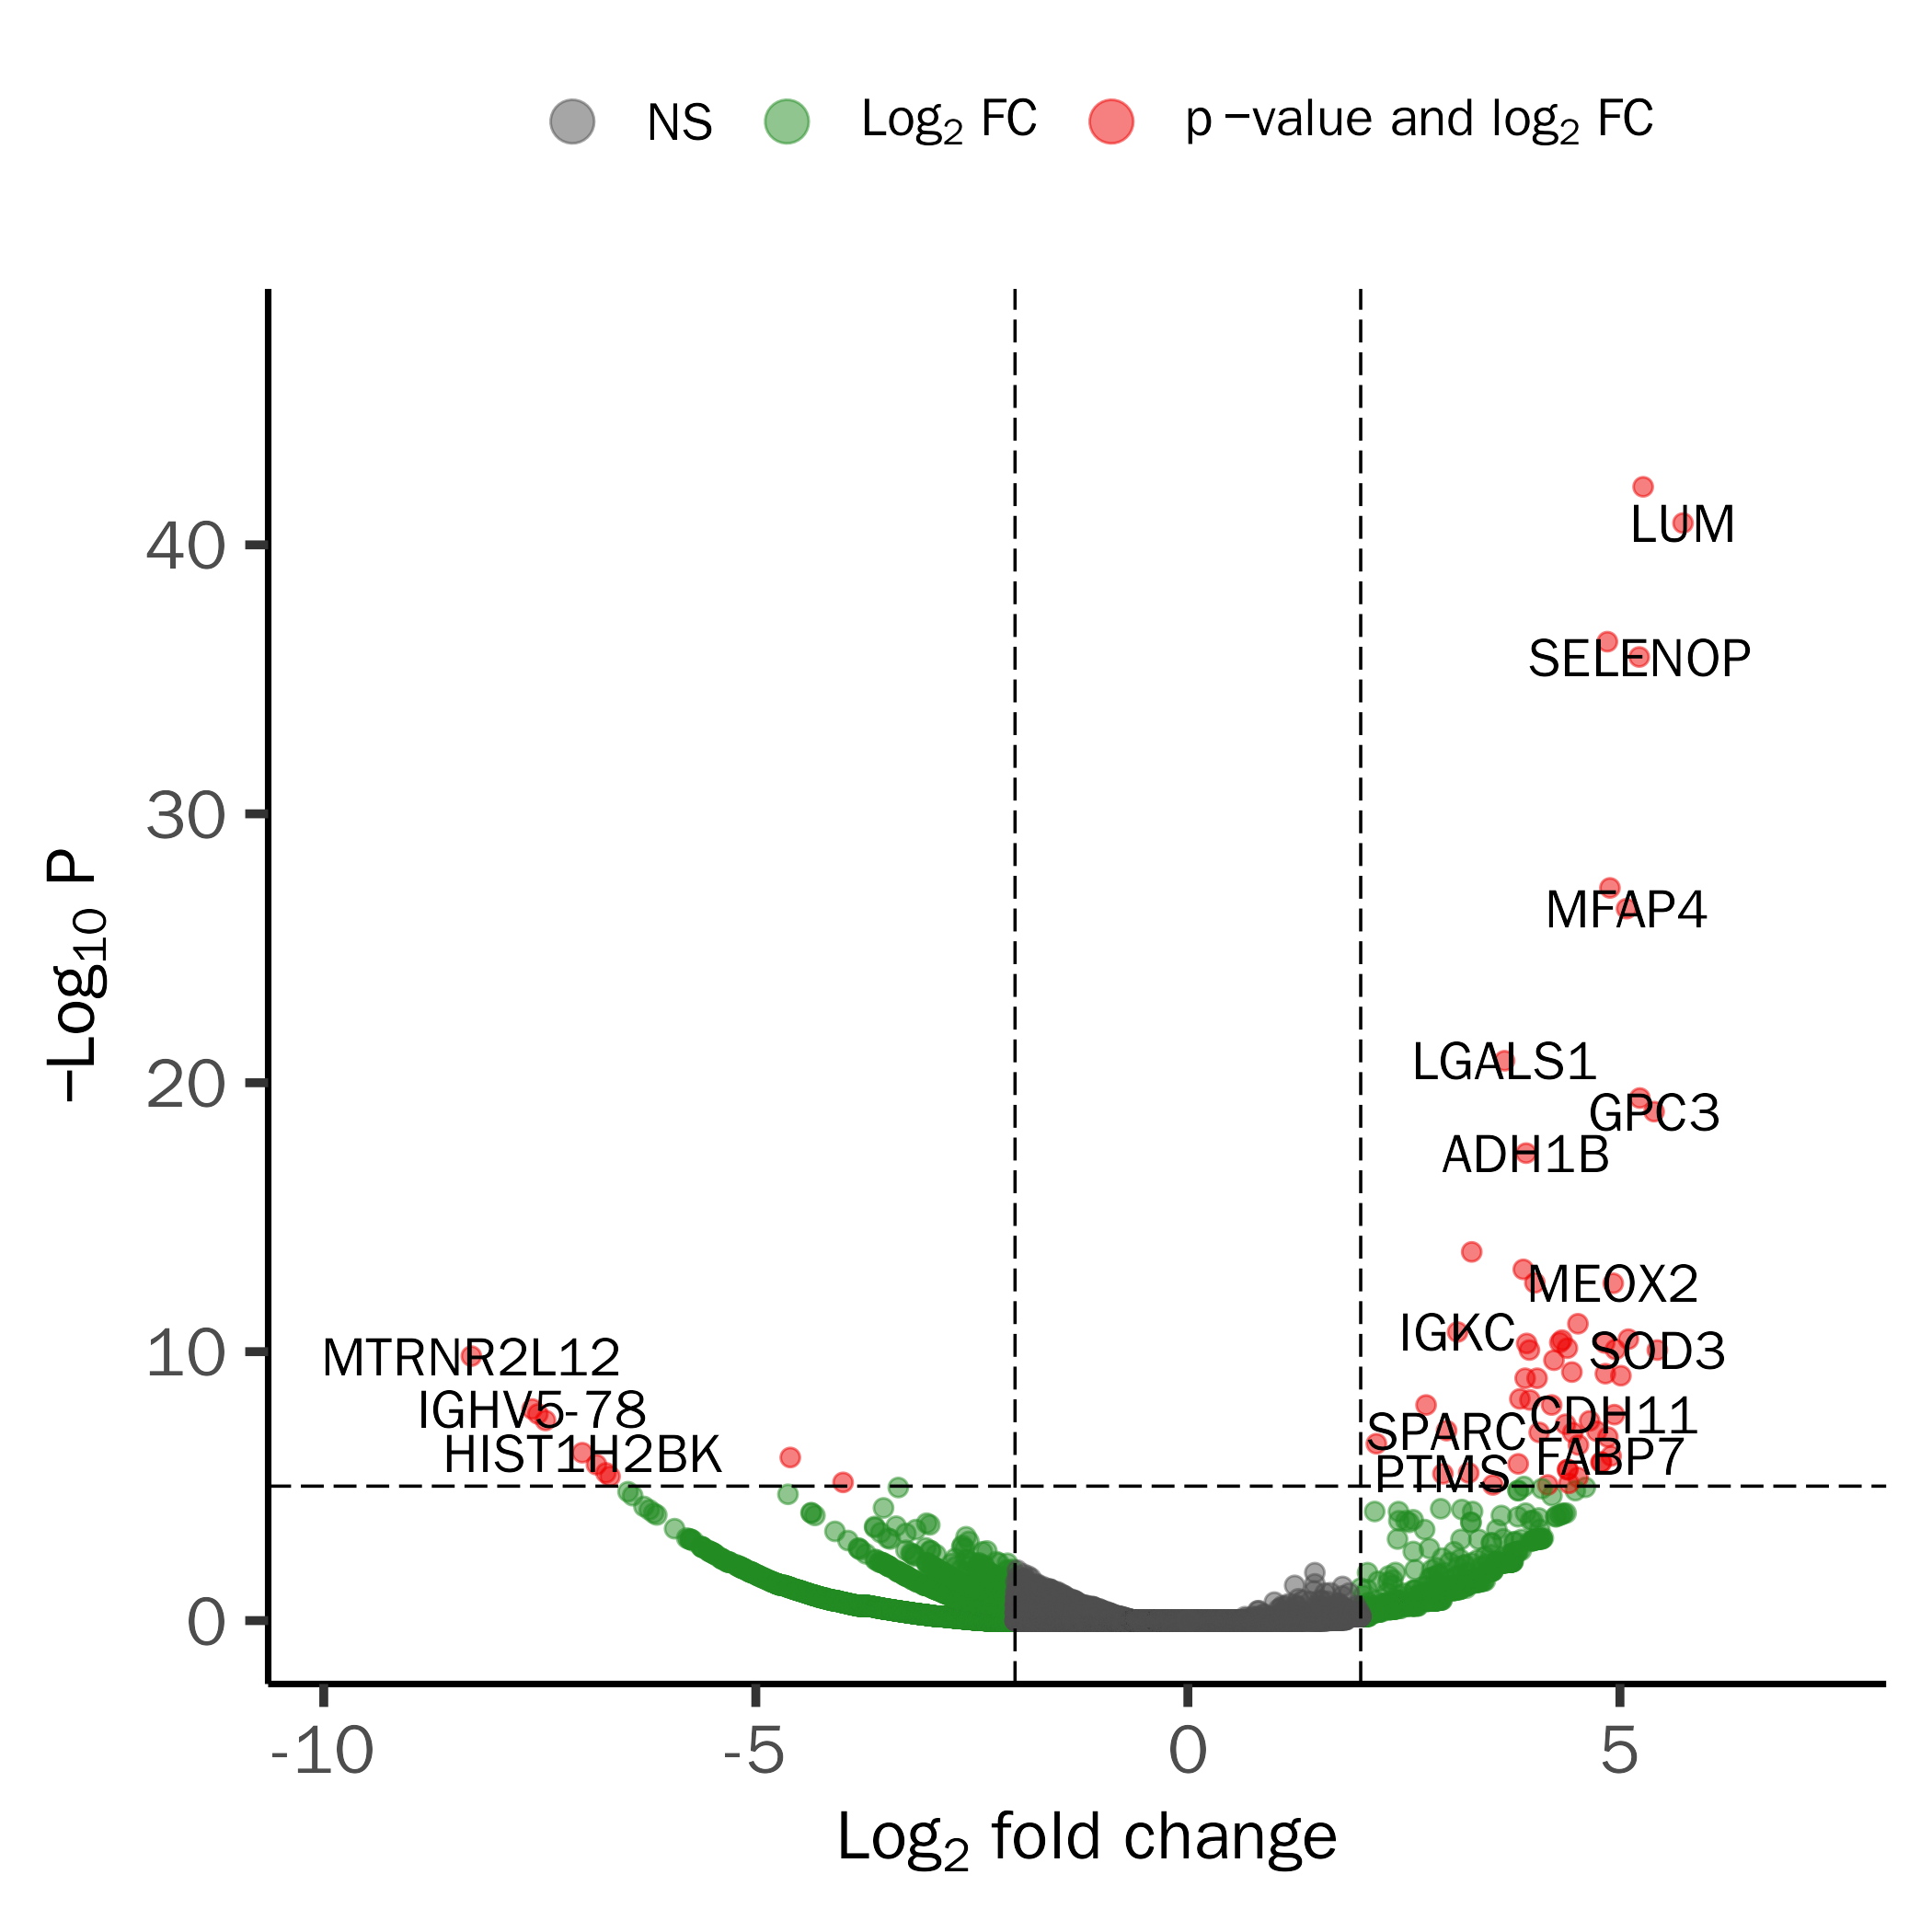 NS Log₂ FC p −value and log₂ FC
−Log₁₀ P
40
30
20
10
0
LUM
SELENOP
MFAP4
LGALS1
GPC3
ADH1B
MEOX2
IGKC
SOD3
MTRNR2L12
IGHV5-78
CDH11
SPARC
HIST1H2BK
FABP7
PTMS
-10 -5 0 5
Log₂ fold change